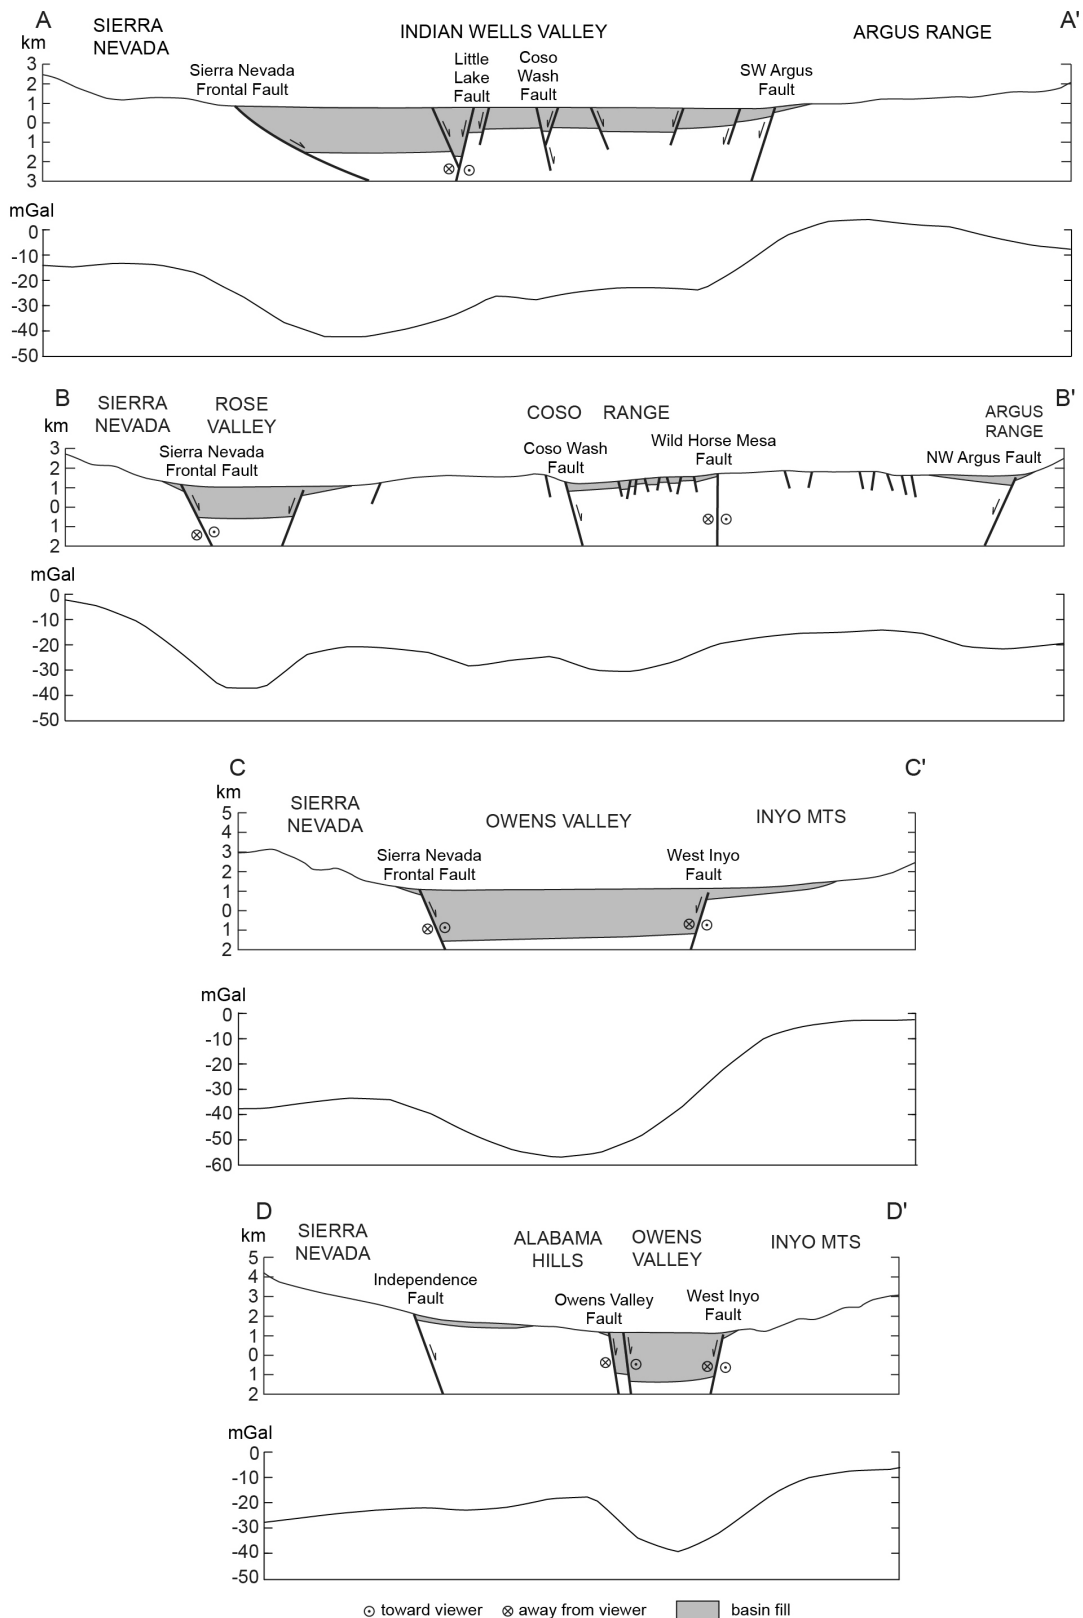 A
A'
SIERRA
NEVADA
INDIAN WELLS VALLEY
ARGUS RANGE
km
Sierra Nevada
Frontal Fault
Little
Lake
Fault
Coso
Wash
Fault
SW Argus
Fault
3
2
1
0
1
2
3
mGal
0
-10
-20
-30
-40
-50
B
B'
SIERRA
NEVADA
ROSE
VALLEY
COSO RANGE
ARGUS
RANGE
km
Sierra Nevada
Frontal Fault
Coso Wash
Fault
Wild Horse Mesa
Fault
NW Argus Fault
3
2
1
0
1
2
mGal
0
-10
-20
-30
-40
-50
C
C'
km
SIERRA
NEVADA
OWENS VALLEY
INYO MTS
Sierra Nevada
Frontal Fault
West Inyo
Fault
5
4
3
2
1
0
1
2
mGal
0
-10
-20
-30
-40
-50
-60
D
D'
km
SIERRA
NEVADA
ALABAMA
HILLS
OWENS
VALLEY
INYO MTS
Independence
Fault
Owens Valley
Fault
West Inyo
Fault
5
4
3
2
1
0
1
2
mGal
0
-10
-20
-30
-40
-50
toward viewer
away from viewer
basin fill